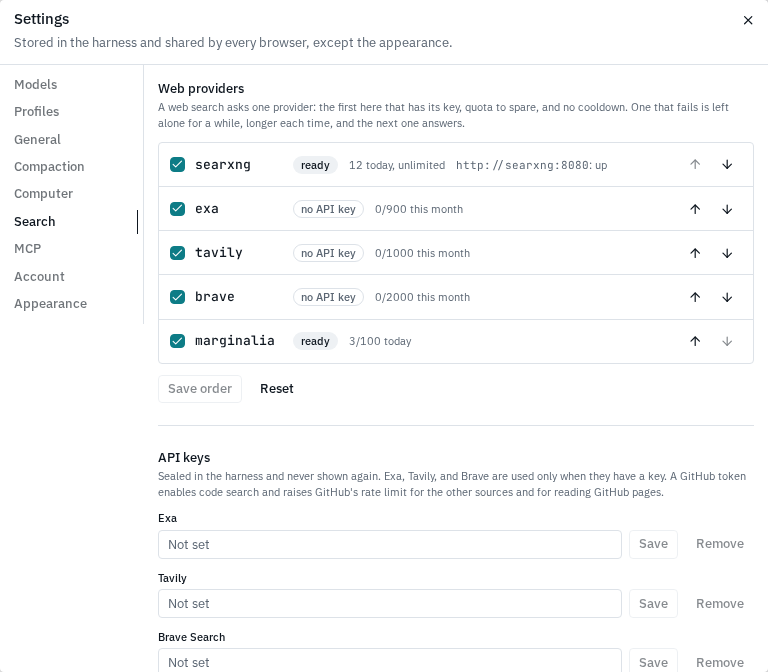 Settings
Stored in the harness and shared by every browser, except the appearance.
Models
Profiles
General
Compaction
Computer
Search
MCP
Account
Appearance
Web providers
A web search asks one provider: the first here that has its key, quota to spare, and no cooldown. One that fails is left
alone for a while, longer each time, and the next one answers.
searxng ready 12 today, unlimited http://searxng:8080: up
exa no API key 0/900 this month
tavily no API key 0/1000 this month
brave no API key 0/2000 this month
marginalia ready 3/100 today
Save order Reset
API keys
Sealed in the harness and never shown again. Exa, Tavily, and Brave are used only when they have a key. A GitHub token
enables code search and raises GitHub's rate limit for the other sources and for reading GitHub pages.
Exa
Not set Save Remove
Tavily
Not set Save Remove
Brave Search
Not set Save Remove